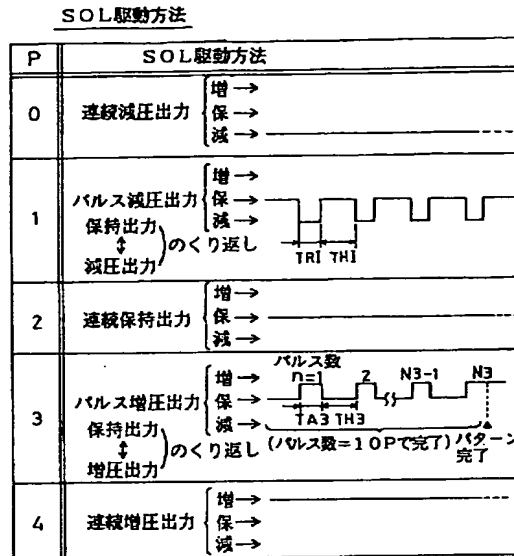 SOL駆動方法
P SOL駆動方法
0 連続減圧出力 増→ 保→ 減→
1 パルス減圧出力 増→ 保→ 減→
保持出力
↕ のくり返し
減圧出力
TR1 TH1
2 連続保持出力 増→ 保→ 減→
パルス数
n=1 2 N3-1 N3
3 パルス増圧出力 増→ 保→ 減→
TA3 TH3
保持出力
↕ のくり返し
増圧出力
(パルス数=10Pで完了) パターン完了
4 連続増圧出力 増→ 保→ 減→